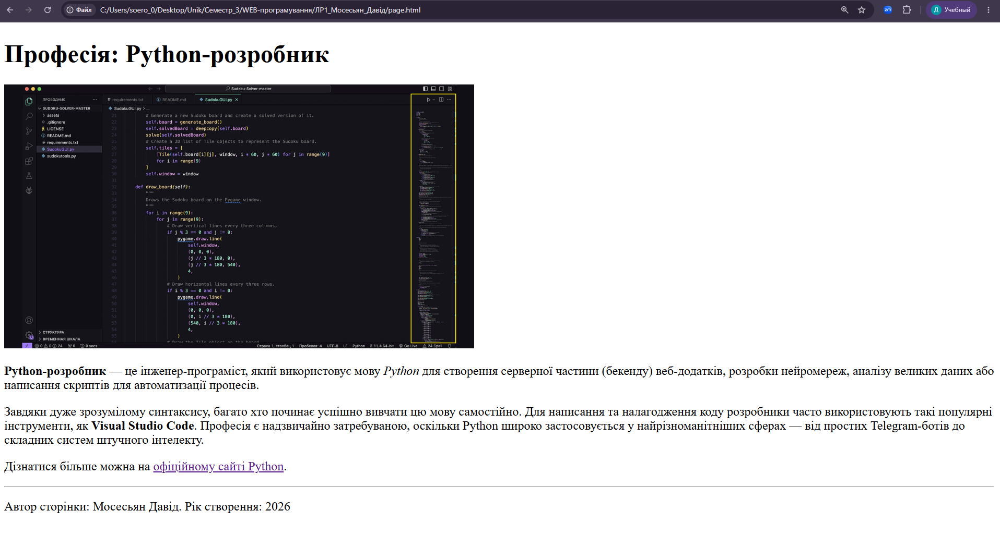 Файл
C:/Users/soero_0/Desktop/Unik/Семестр_3/WEB-програмування/ЛР1_Мосесьян_Давід/page.html
zm
Д Учебный
Професія: Python-розробник
Sudoku-Solver-master
ПРОВОДНИК
requirements.txt
README.md
SudokuGUI.py
SUDOKU-SOLVER-MASTER
SudokuGUI.py > ...
assets
.gitignore
LICENSE
README.md
requirements.txt
SudokuGUI.py
sudokutools.py
21 # Generate a new Sudoku board and create a solved version of it.
22 self.board = generate_board()
23 self.solvedBoard = deepcopy(self.board)
24 solve(self.solvedBoard)
25 # Create a 2D list of Tile objects to represent the Sudoku board.
26 self.tiles = [
27 [Tile(self.board[i][j], window, i * 60, j * 60) for j in range(9)]
28 for i in range(9)
29 ]
30 self.window = window
31
32 def draw_board(self):
33 """
34 Draws the Sudoku board on the Pygame window.
35 """
36 for i in range(9):
37 for j in range(9):
38 # Draw vertical lines every three columns.
39 if j % 3 == 0 and j != 0:
40 pygame.draw.line(
41 self.window,
42 (0, 0, 0),
43 (j // 3 * 180, 0),
44 (j // 3 * 180, 540),
45 4,
46 )
47 # Draw horizontal lines every three rows.
48 if i % 3 == 0 and i != 0:
49 pygame.draw.line(
50 self.window,
51 (0, 0, 0),
52 (0, i // 3 * 180),
53 (540, i // 3 * 180),
54 4,
55 )
56 # Draw the Tile object on the board.
СТРУКТУРА
ВРЕМЕННАЯ ШКАЛА
0 0 24 0 0 secs
Строка 1, столбец 1 Пробелов: 4 UTF-8 LF Python 3.11.4 64-bit Go Live 24 Spell
Python-розробник — це інженер-програміст, який використовує мову Python для створення серверної частини (бекенду) веб-додатків, розробки нейромереж, аналізу великих даних або
написання скриптів для автоматизації процесів.
Завдяки дуже зрозумілому синтаксису, багато хто починає успішно вивчати цю мову самостійно. Для написання та налагодження коду розробники часто використовують такі популярні
інструменти, як Visual Studio Code. Професія є надзвичайно затребуваною, оскільки Python широко застосовується у найрізноманітніших сферах — від простих Telegram-ботів до
складних систем штучного інтелекту.
Дізнатися більше можна на офіційному сайті Python.
Автор сторінки: Мосесьян Давід. Рік створення: 2026